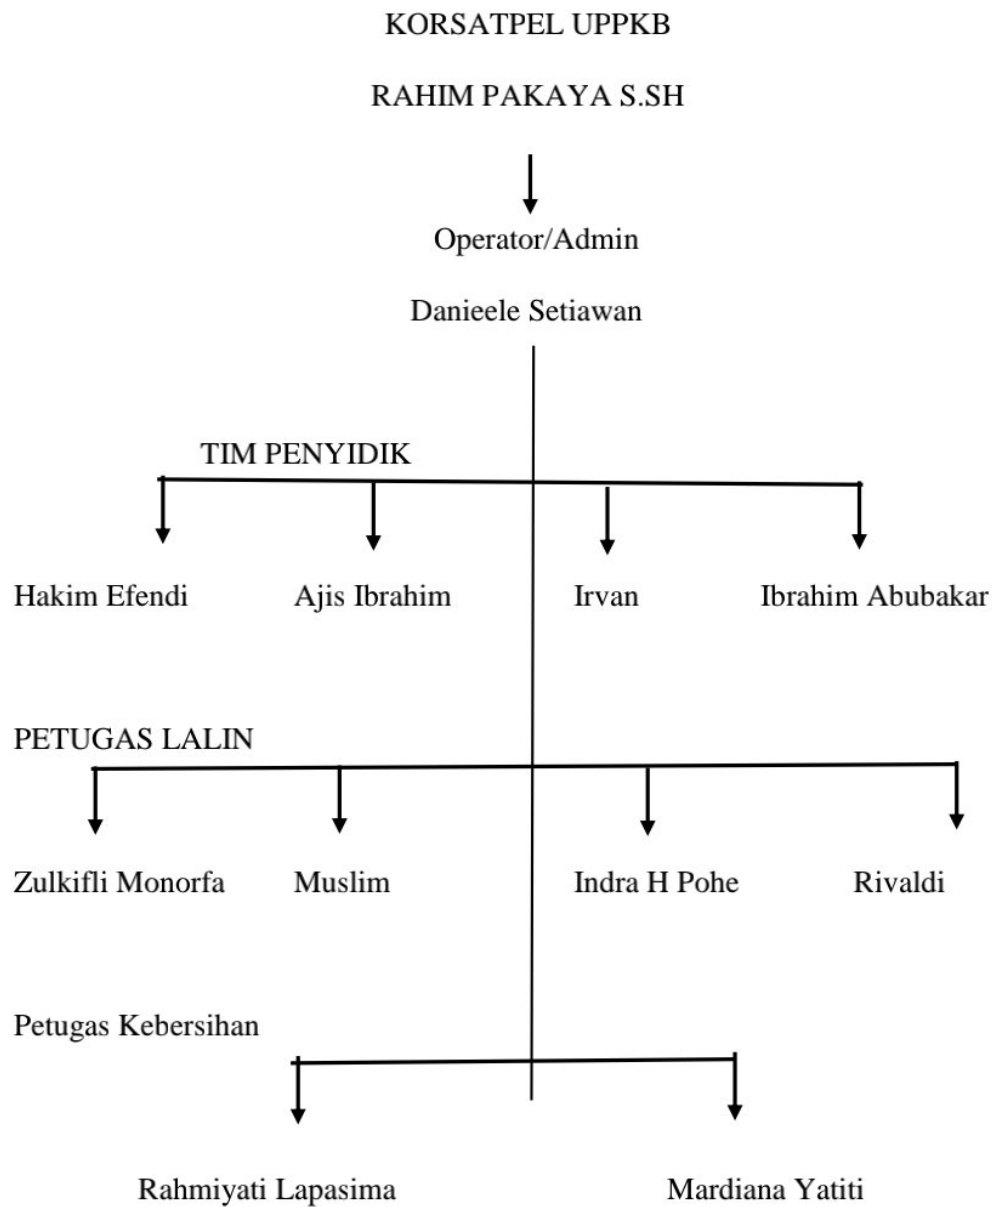 KORSATPEL UPPKB
RAHIM PAKAYA S.SH
Operator/Admin
Danieele Setiawan
TIM PENYIDIK
Hakim Efendi Ajis Ibrahim Irvan Ibrahim Abubakar
PETUGAS LALIN
Zulkifli Monorfa Muslim Indra H Pohe Rivaldi
Petugas Kebersihan
Rahmiyati Lapasima Mardiana Yatiti